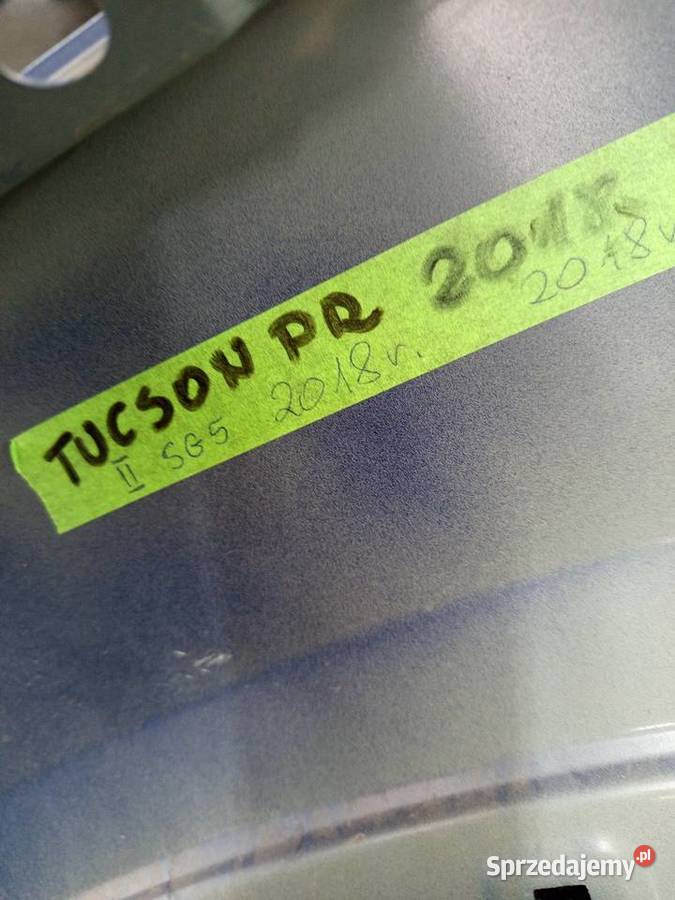 TUCSON PR 2018r.
II SG5 2018r. 2018r
Sprzedajemy.pl